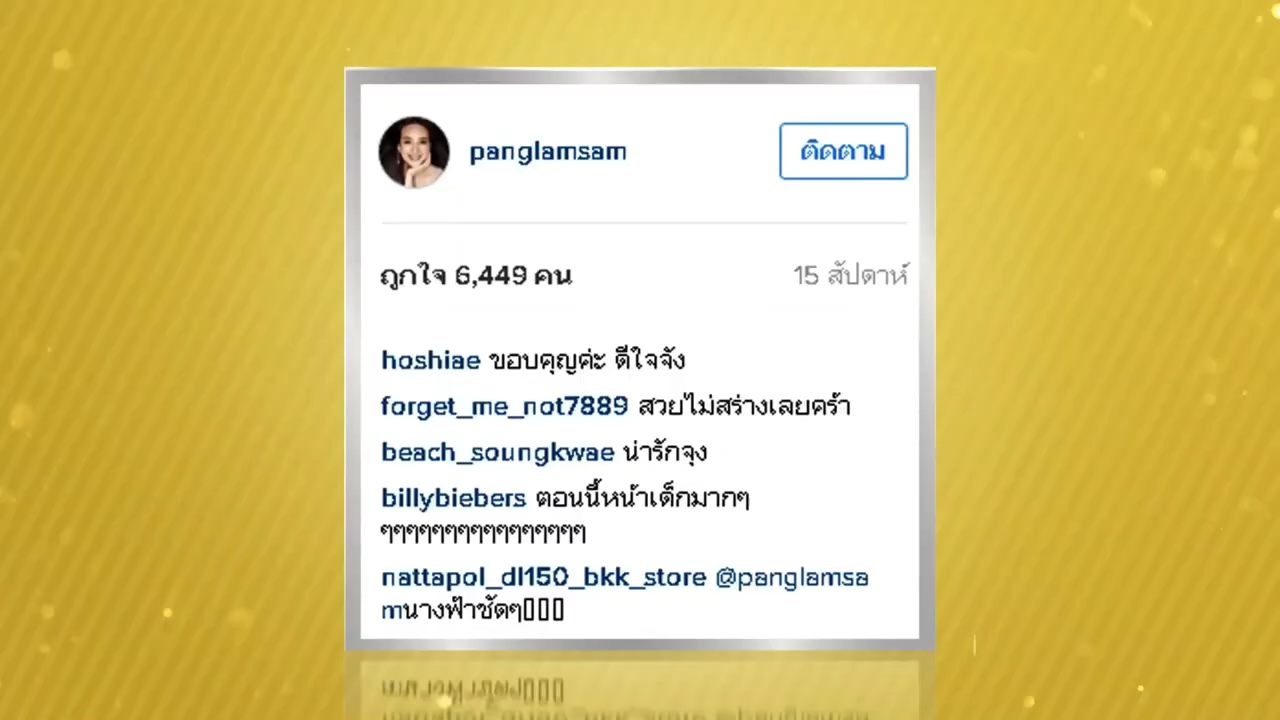 panglamsam
ติดตาม
ถูกใจ 6,449 คน
15 สัปดาห์
hoshiae ขอบคุญค่ะ ดีใจจัง
forget_me_not7889 สวยไม่สร่างเลยคร้า
beach_soungkwae น่ารักจุง
billybiebers ตอนนี้หน้าเด็กมากๆ
ๆๆๆๆๆๆๆๆๆๆๆๆๆๆๆๆ
nattapol_dl150_bkk_store @panglamsa
mนางฟ้าชัดๆ